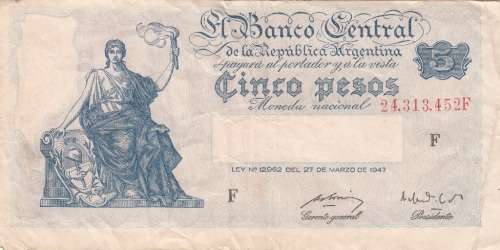 El Banco Central
de la República Argentina
pagará al portador y a la vista
5
Cinco pesos
Moneda nacional
24.313.452F
F
LEY Nº 12962 DEL 27 DE MARZO DE 1947
F
Gerente general
Presidente